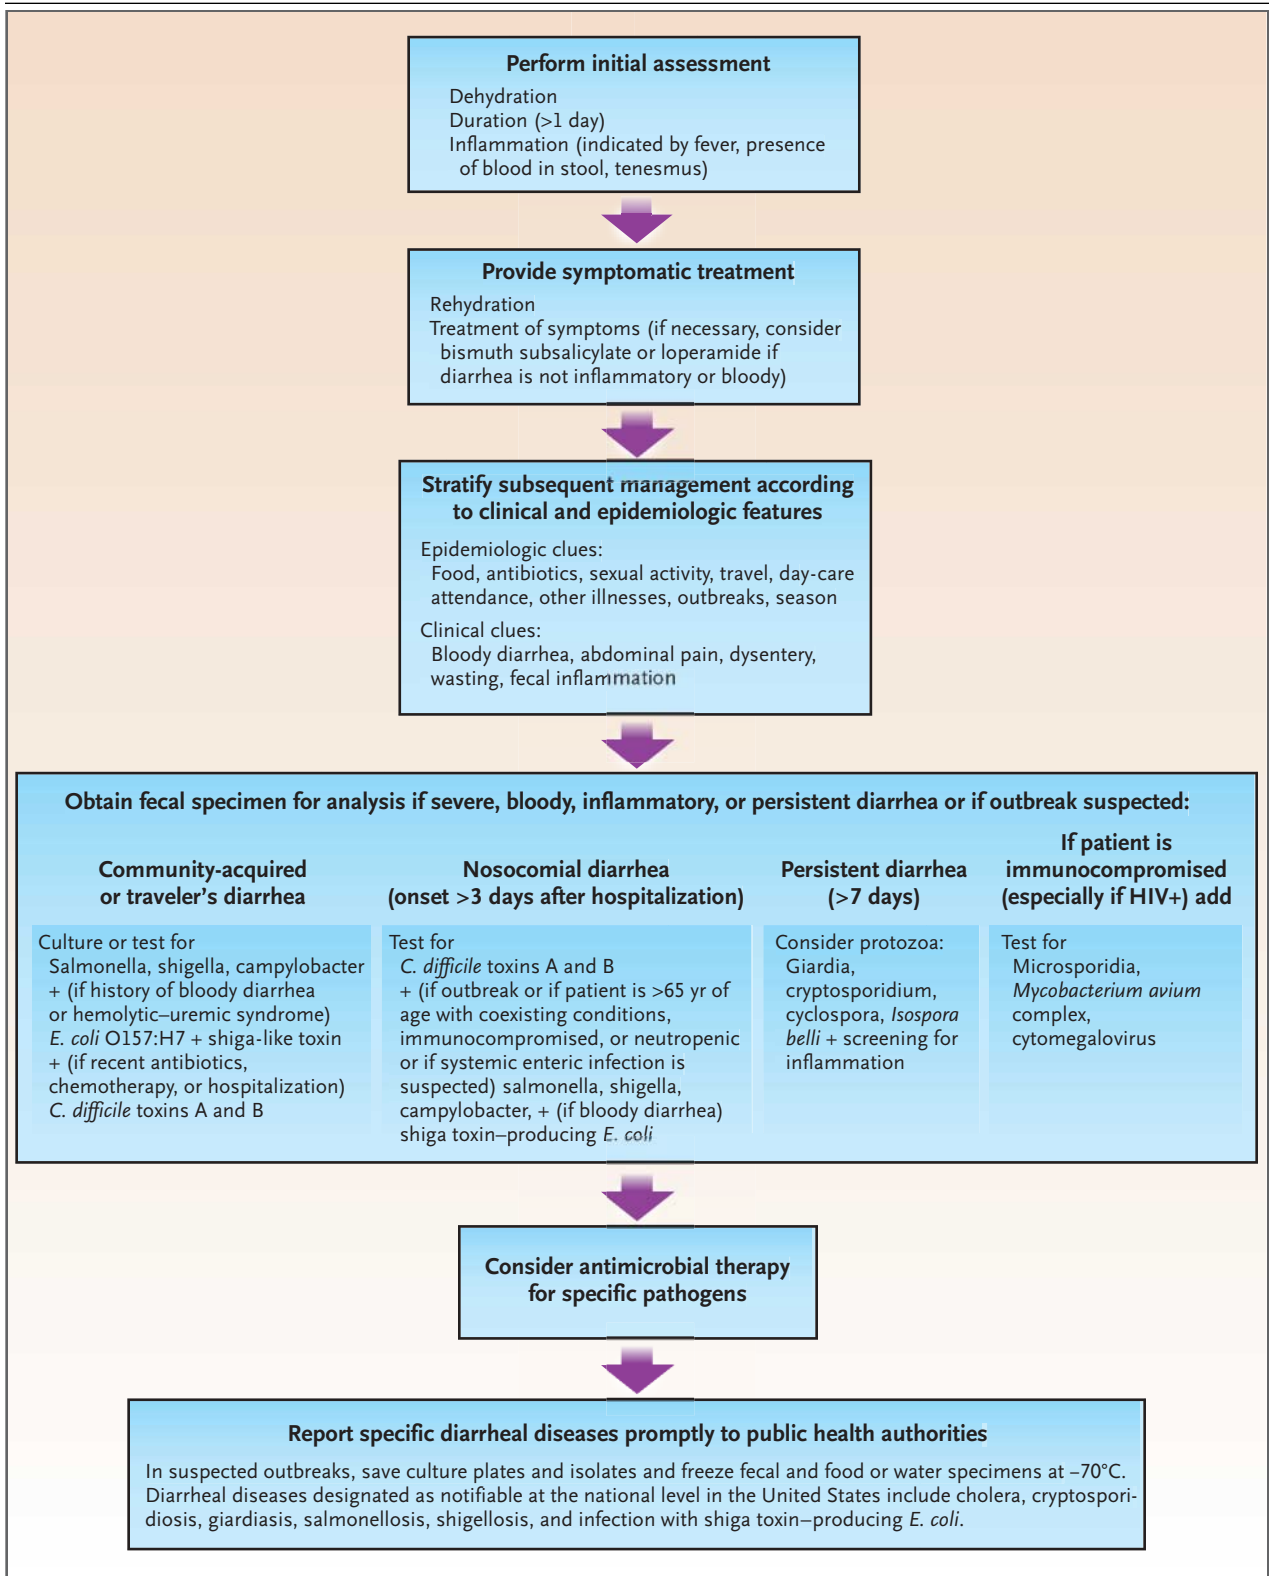 Perform initial assessment
Dehydration
Duration (>1 day)
Inflammation (indicated by fever, presence
of blood in stool, tenesmus)
Provide symptomatic treatment
Rehydration
Treatment of symptoms (if necessary, consider
bismuth subsalicylate or loperamide if
diarrhea is not inflammatory or bloody)
Stratify subsequent management according
to clinical and epidemiologic features
Epidemiologic clues:
Food, antibiotics, sexual activity, travel, day-care
attendance, other illnesses, outbreaks, season
Clinical clues:
Bloody diarrhea, abdominal pain, dysentery,
wasting, fecal inflammation
Obtain fecal specimen for analysis if severe, bloody, inflammatory, or persistent diarrhea or if outbreak suspected:
Community-acquired
or traveler's diarrhea
Culture or test for
Salmonella, shigella, campylobacter
+ (if history of bloody diarrhea
or hemolytic–uremic syndrome)
E. coli O157:H7 + shiga-like toxin
+ (if recent antibiotics,
chemotherapy, or hospitalization)
C. difficile toxins A and B
Nosocomial diarrhea
(onset >3 days after hospitalization)
Test for
C. difficile toxins A and B
+ (if outbreak or if patient is >65 yr of
age with coexisting conditions,
immunocompromised, or neutropenic
or if systemic enteric infection is
suspected) salmonella, shigella,
campylobacter, + (if bloody diarrhea)
shiga toxin–producing E. coli
Persistent diarrhea
(>7 days)
Consider protozoa:
Giardia,
cryptosporidium,
cyclospora, Isospora
belli + screening for
inflammation
If patient is
immunocompromised
(especially if HIV+) add
Test for
Microsporidia,
Mycobacterium avium
complex,
cytomegalovirus
Consider antimicrobial therapy
for specific pathogens
Report specific diarrheal diseases promptly to public health authorities
In suspected outbreaks, save culture plates and isolates and freeze fecal and food or water specimens at –70°C.
Diarrheal diseases designated as notifiable at the national level in the United States include cholera, cryptospori-
diosis, giardiasis, salmonellosis, shigellosis, and infection with shiga toxin–producing E. coli.